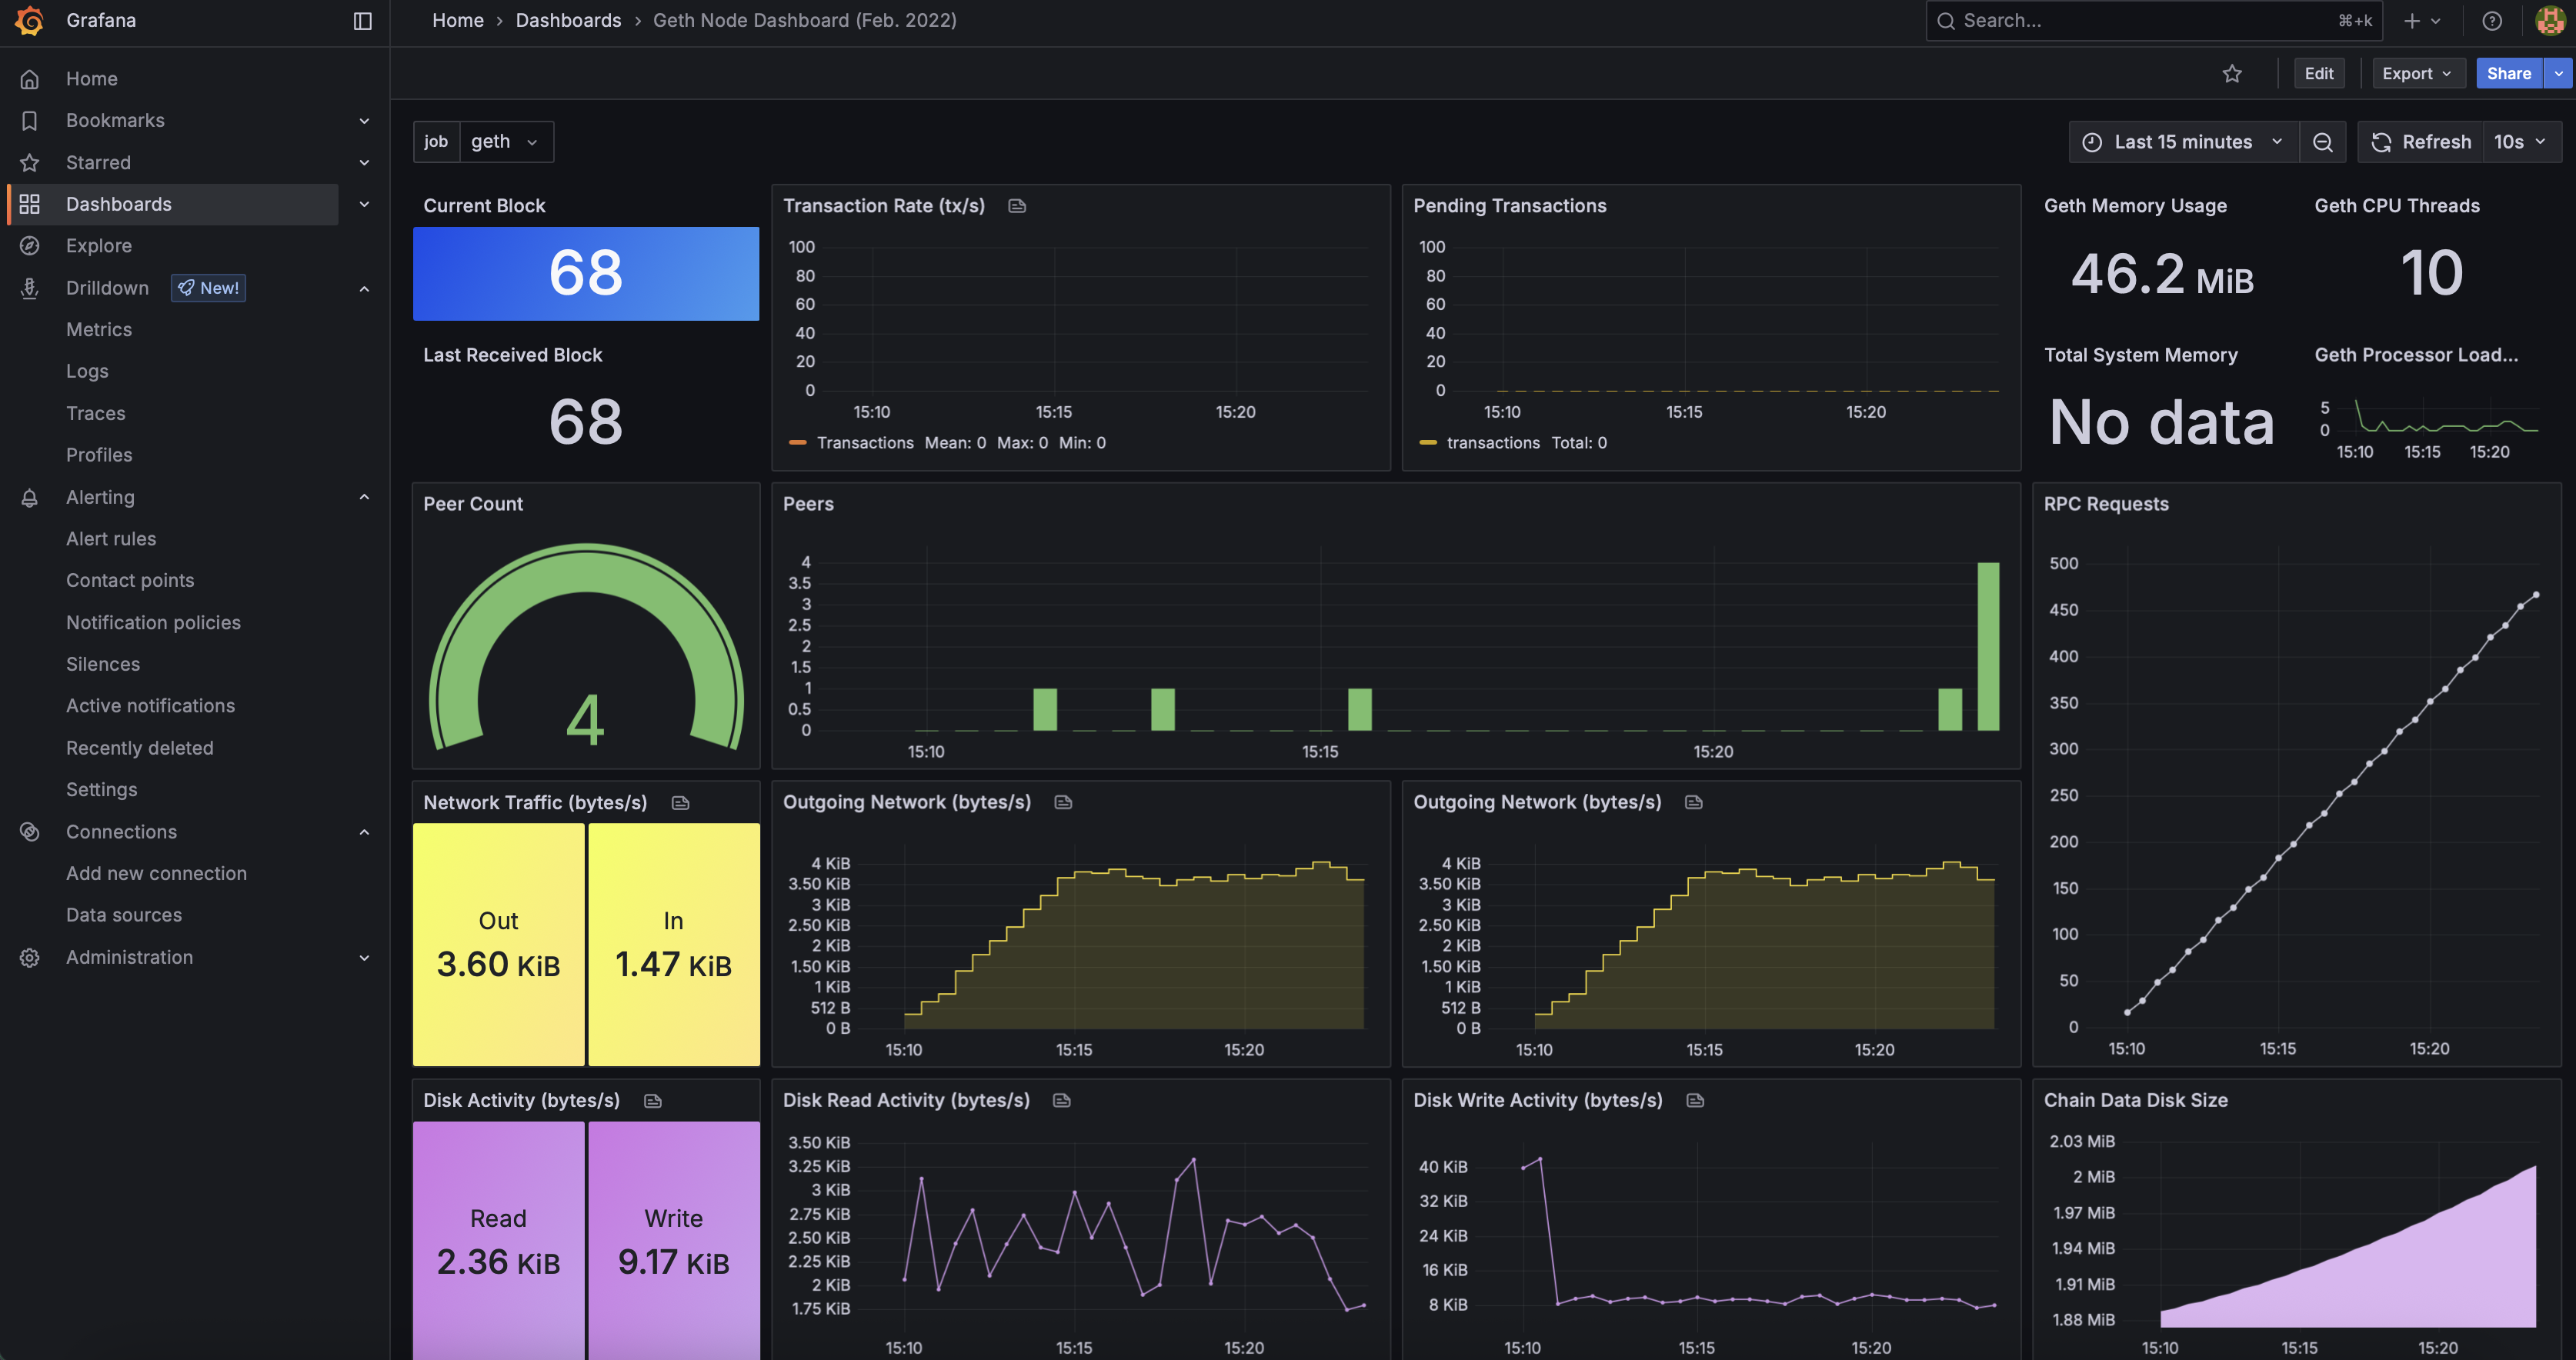 Grafana
Home › Dashboards › Geth Node Dashboard (Feb. 2022)
Search... ⌘+k
Edit Export Share
Home
Bookmarks
Starred
Dashboards
Explore
Drilldown New!
Metrics
Logs
Traces
Profiles
Alerting
Alert rules
Contact points
Notification policies
Silences
Active notifications
Recently deleted
Settings
Connections
Add new connection
Data sources
Administration
job geth
Last 15 minutes Refresh 10s
Current Block
68
Last Received Block
68
Transaction Rate (tx/s)
100
80
60
40
20
0
15:10 15:15 15:20
Transactions Mean: 0 Max: 0 Min: 0
Pending Transactions
100
80
60
40
20
0
15:10 15:15 15:20
transactions Total: 0
Geth Memory Usage
46.2 MiB
Geth CPU Threads
10
Total System Memory
No data
Geth Processor Load...
5
0
15:10 15:15 15:20
Peer Count
4
Peers
4
3.5
3
2.5
2
1.5
1
0.5
0
15:10 15:15 15:20
RPC Requests
500
450
400
350
300
250
200
150
100
50
0
15:10 15:15 15:20
Network Traffic (bytes/s)
Out
3.60 KiB
In
1.47 KiB
Outgoing Network (bytes/s)
4 KiB
3.50 KiB
3 KiB
2.50 KiB
2 KiB
1.50 KiB
1 KiB
512 B
0 B
15:10 15:15 15:20
Outgoing Network (bytes/s)
4 KiB
3.50 KiB
3 KiB
2.50 KiB
2 KiB
1.50 KiB
1 KiB
512 B
0 B
15:10 15:15 15:20
Disk Activity (bytes/s)
Read
2.36 KiB
Write
9.17 KiB
Disk Read Activity (bytes/s)
3.50 KiB
3.25 KiB
3 KiB
2.75 KiB
2.50 KiB
2.25 KiB
2 KiB
1.75 KiB
15:10 15:15 15:20
Disk Write Activity (bytes/s)
40 KiB
32 KiB
24 KiB
16 KiB
8 KiB
15:10 15:15 15:20
Chain Data Disk Size
2.03 MiB
2 MiB
1.97 MiB
1.94 MiB
1.91 MiB
1.88 MiB
15:10 15:15 15:20